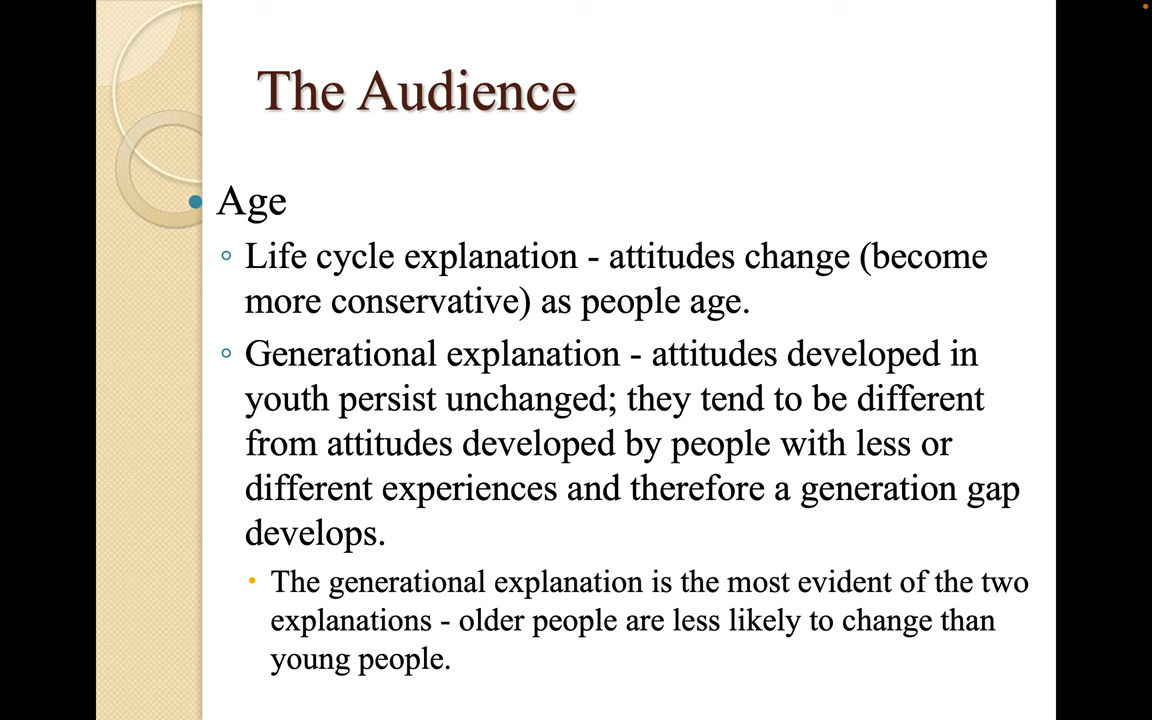 The Audience
• Age
◦ Life cycle explanation - attitudes change (become
more conservative) as people age.
◦ Generational explanation - attitudes developed in
youth persist unchanged; they tend to be different
from attitudes developed by people with less or
different experiences and therefore a generation gap
develops.
• The generational explanation is the most evident of the two
explanations - older people are less likely to change than
young people.